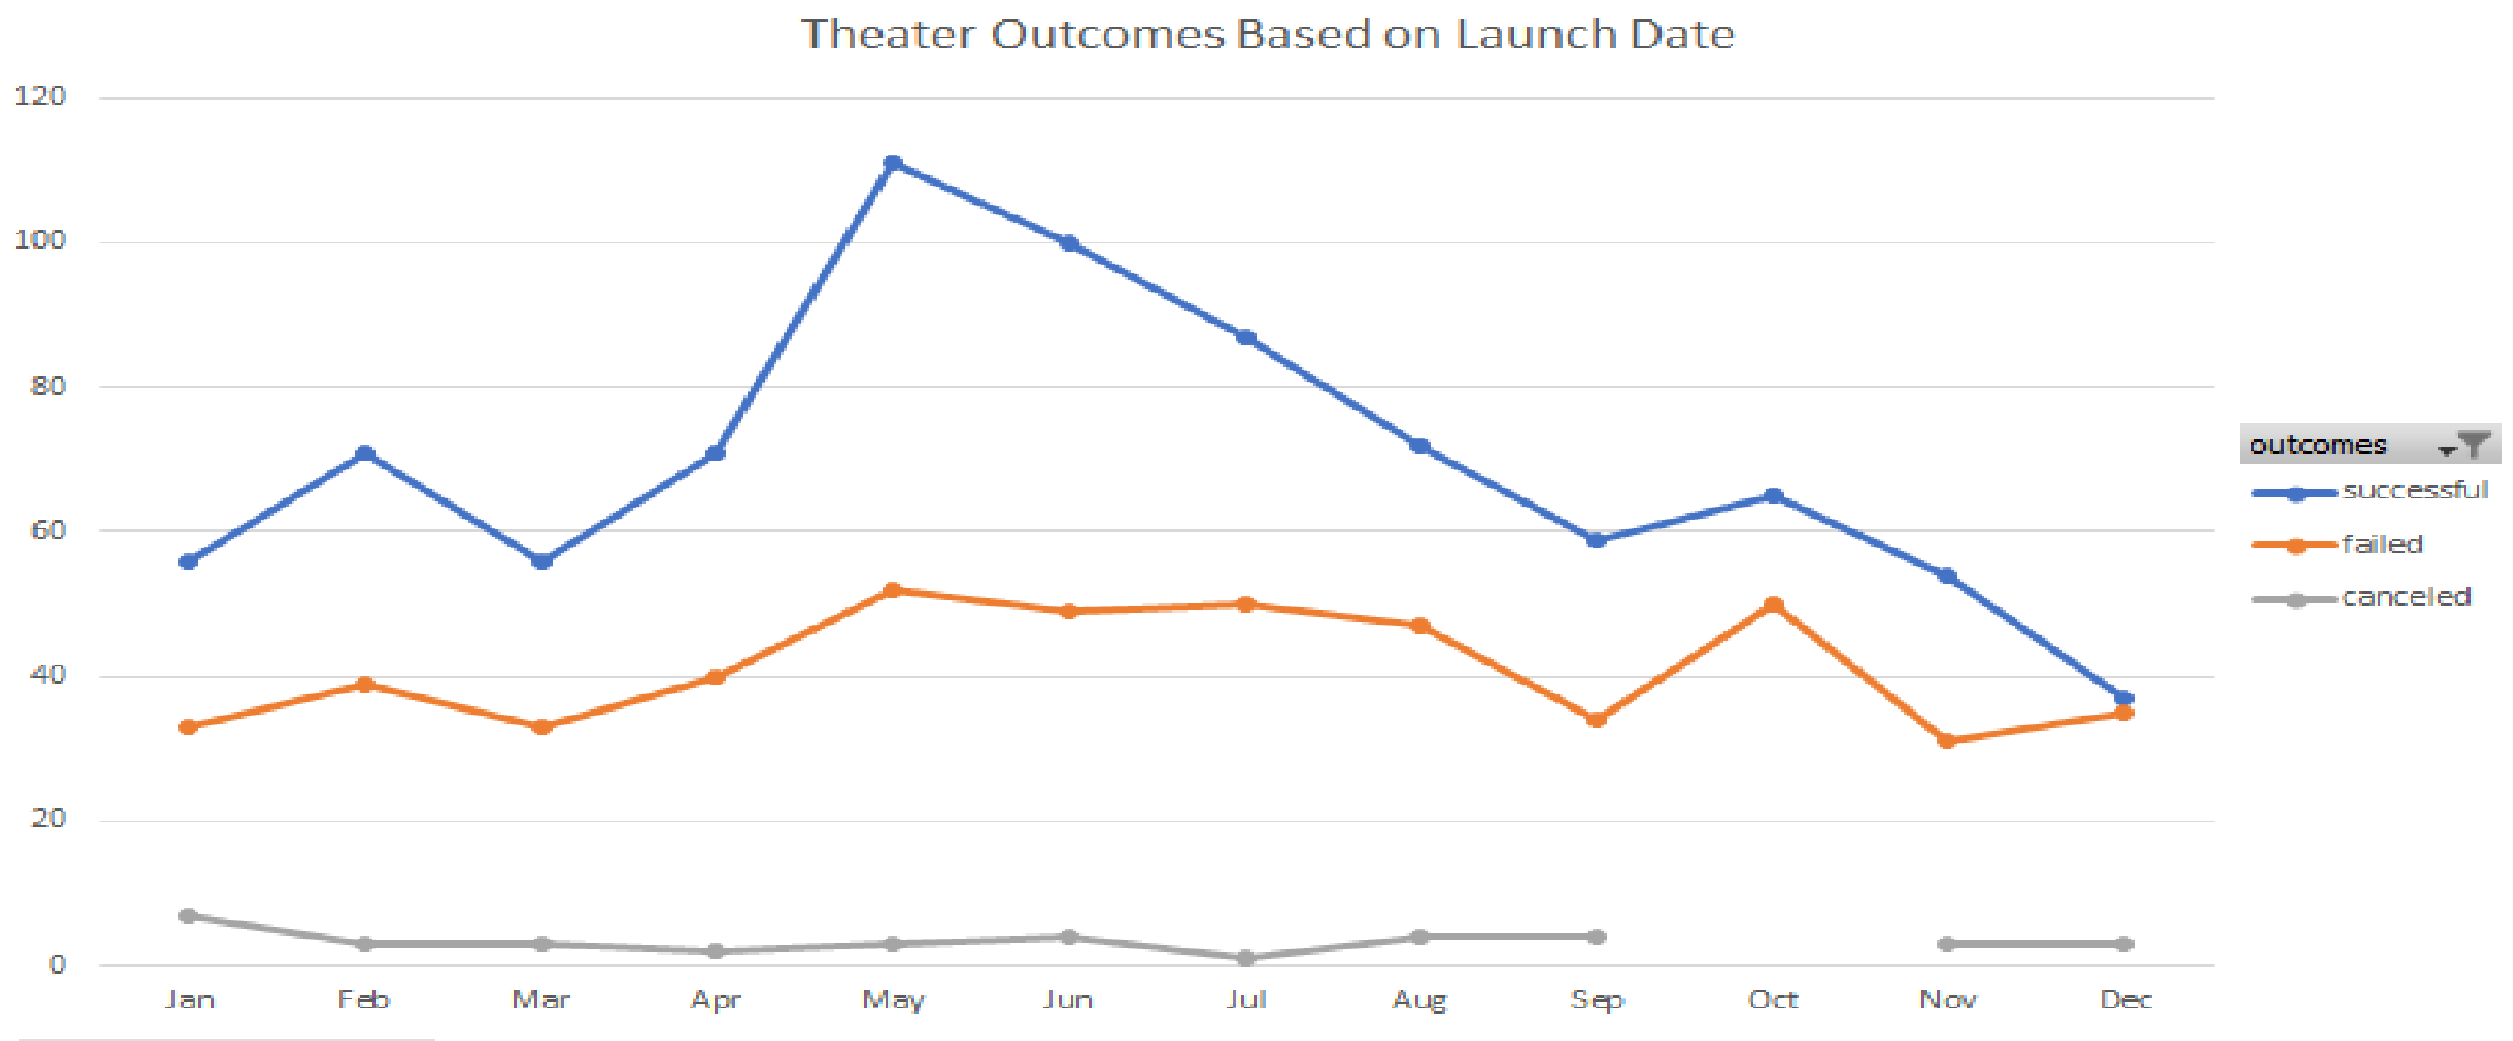 Theater Outcomes Based on Launch Date
120
100
80
60
40
20
0
Jan Feb Mar Apr May Jun Jul Aug Sep Oct Nov Dec
outcomes
successful
failed
canceled